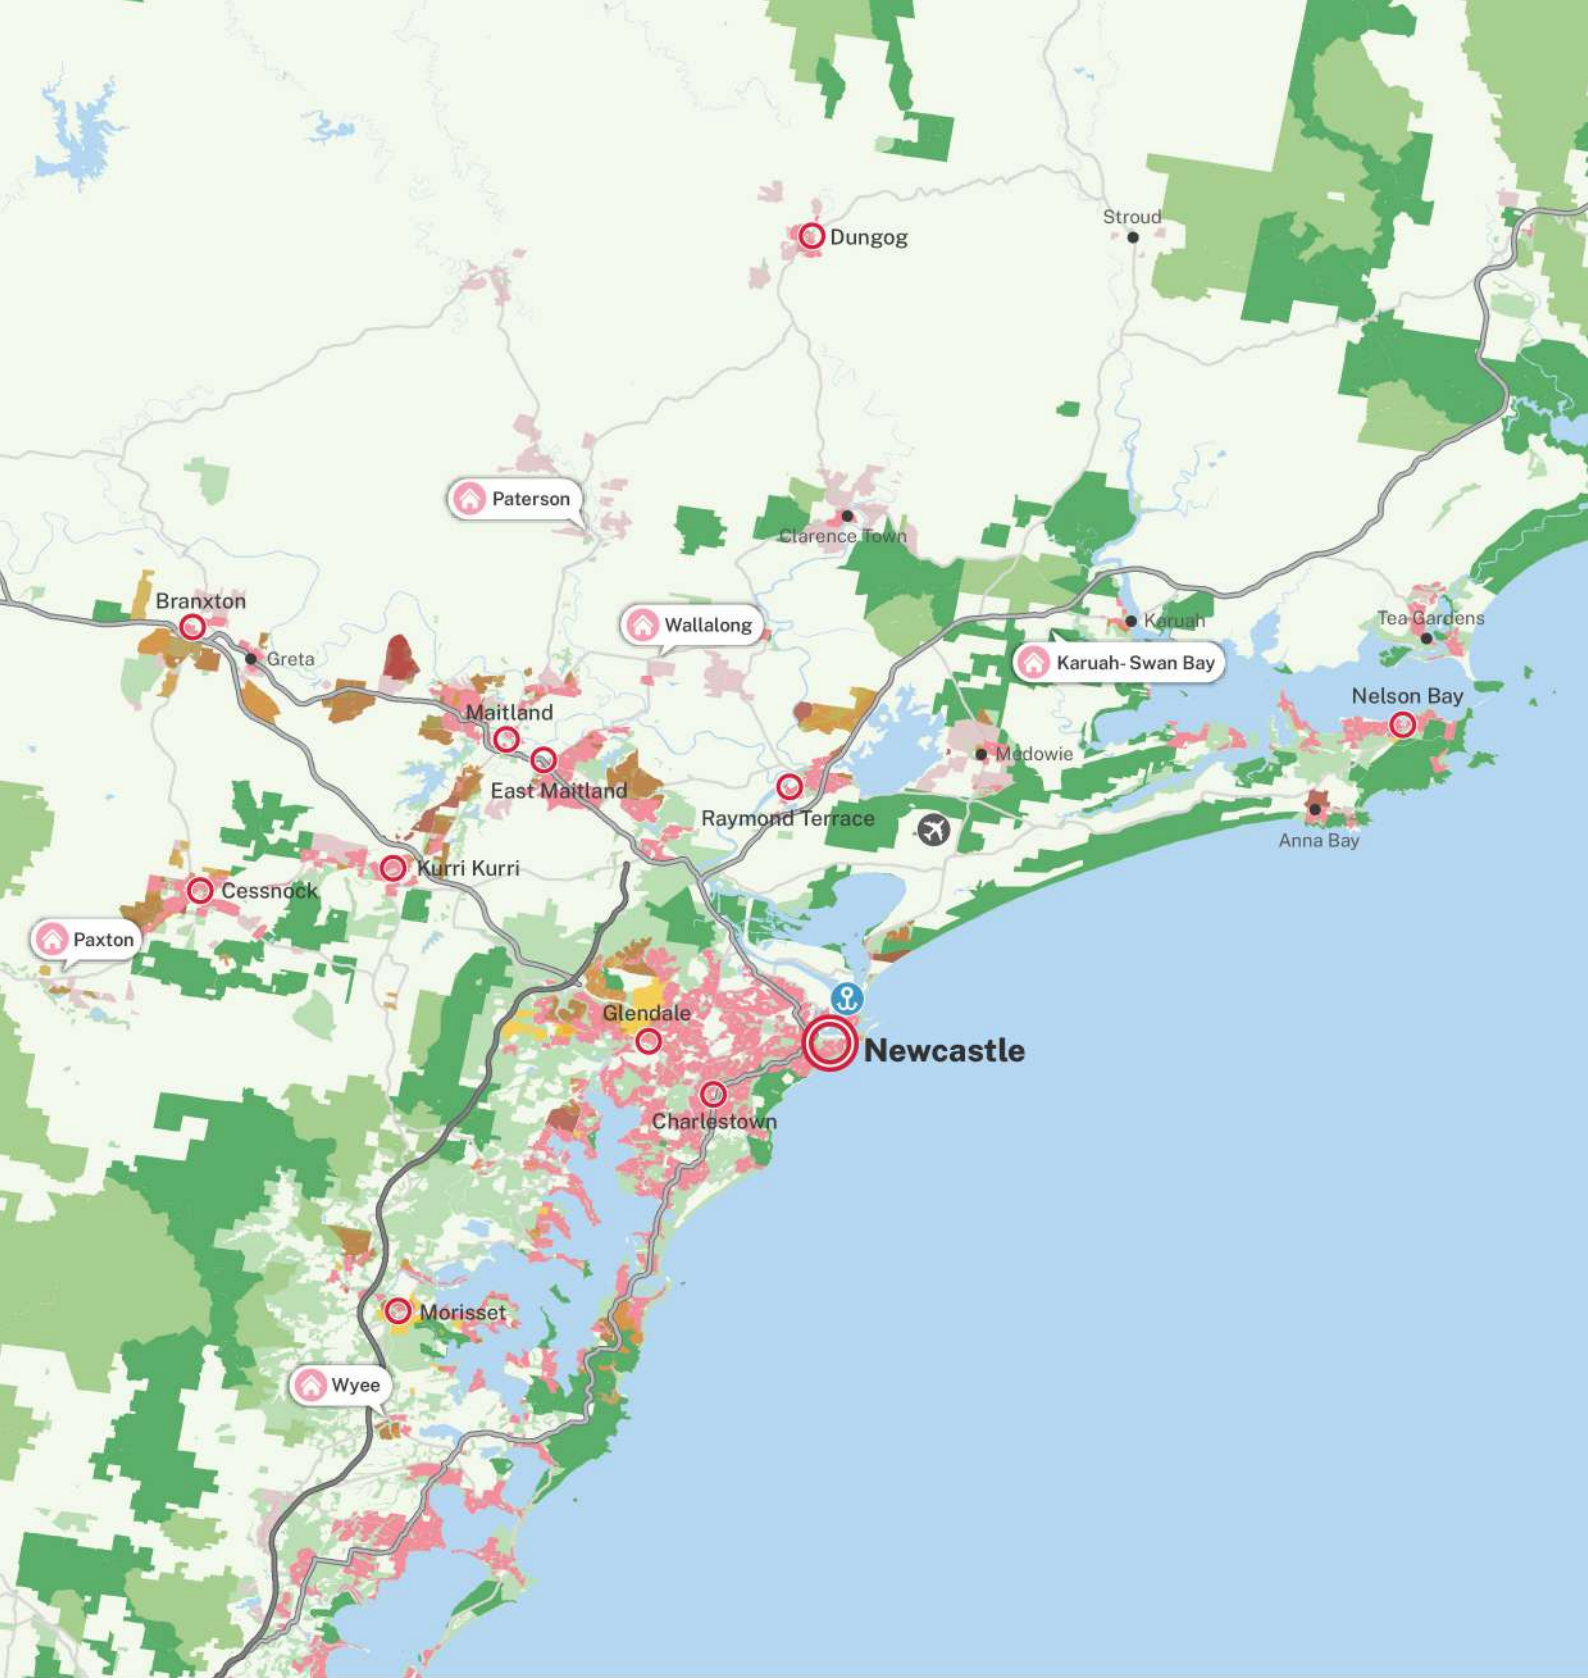 Stroud
Dungog
Paterson
Clarence Town
Branxton
Wallalong
Karuah
Tea Gardens
Greta
Karuah- Swan Bay
Nelson Bay
Maitland
Medowie
East Maitland
Raymond Terrace
Anna Bay
Kurri Kurri
Cessnock
Paxton
Glendale
Newcastle
Charlestown
Morisset
Wyee